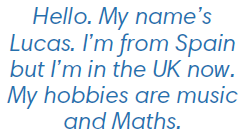 Hello. My name’s
Lucas. I’m from Spain
but I’m in the UK now.
My hobbies are music
and Maths.